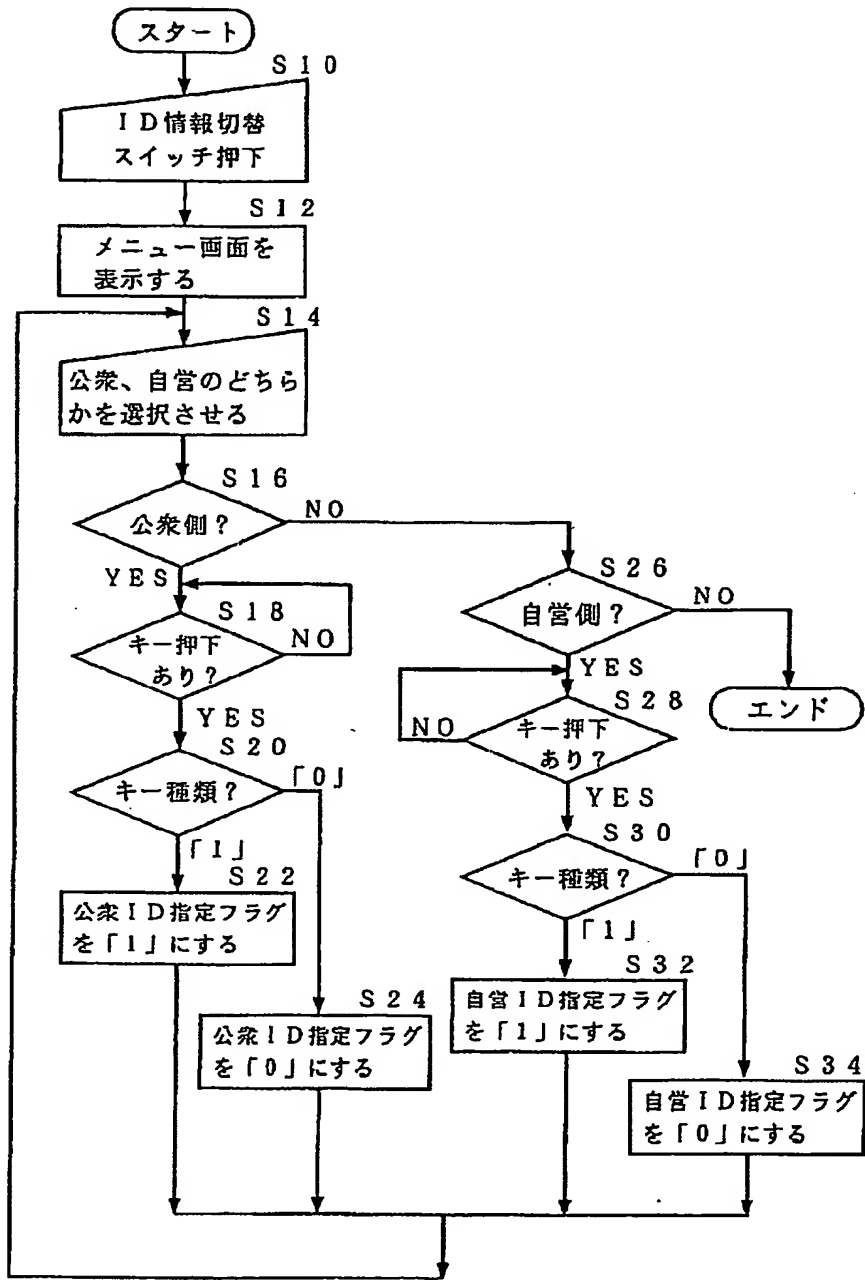 スタート
S10
ID情報切替
スイッチ押下
S12
メニュー画面を
表示する
S14
公衆、自営のどちら
かを選択させる
S16
公衆側?
NO
YES
S18
キー押下
あり?
NO
YES
S20
キー種類?
「0」
「1」
S22
公衆ID指定フラグ
を「1」にする
S24
公衆ID指定フラグ
を「0」にする
S26
自営側?
NO
エンド
YES
S28
キー押下
あり?
NO
YES
S30
キー種類?
「0」
「1」
S32
自営ID指定フラグ
を「1」にする
S34
自営ID指定フラグ
を「0」にする